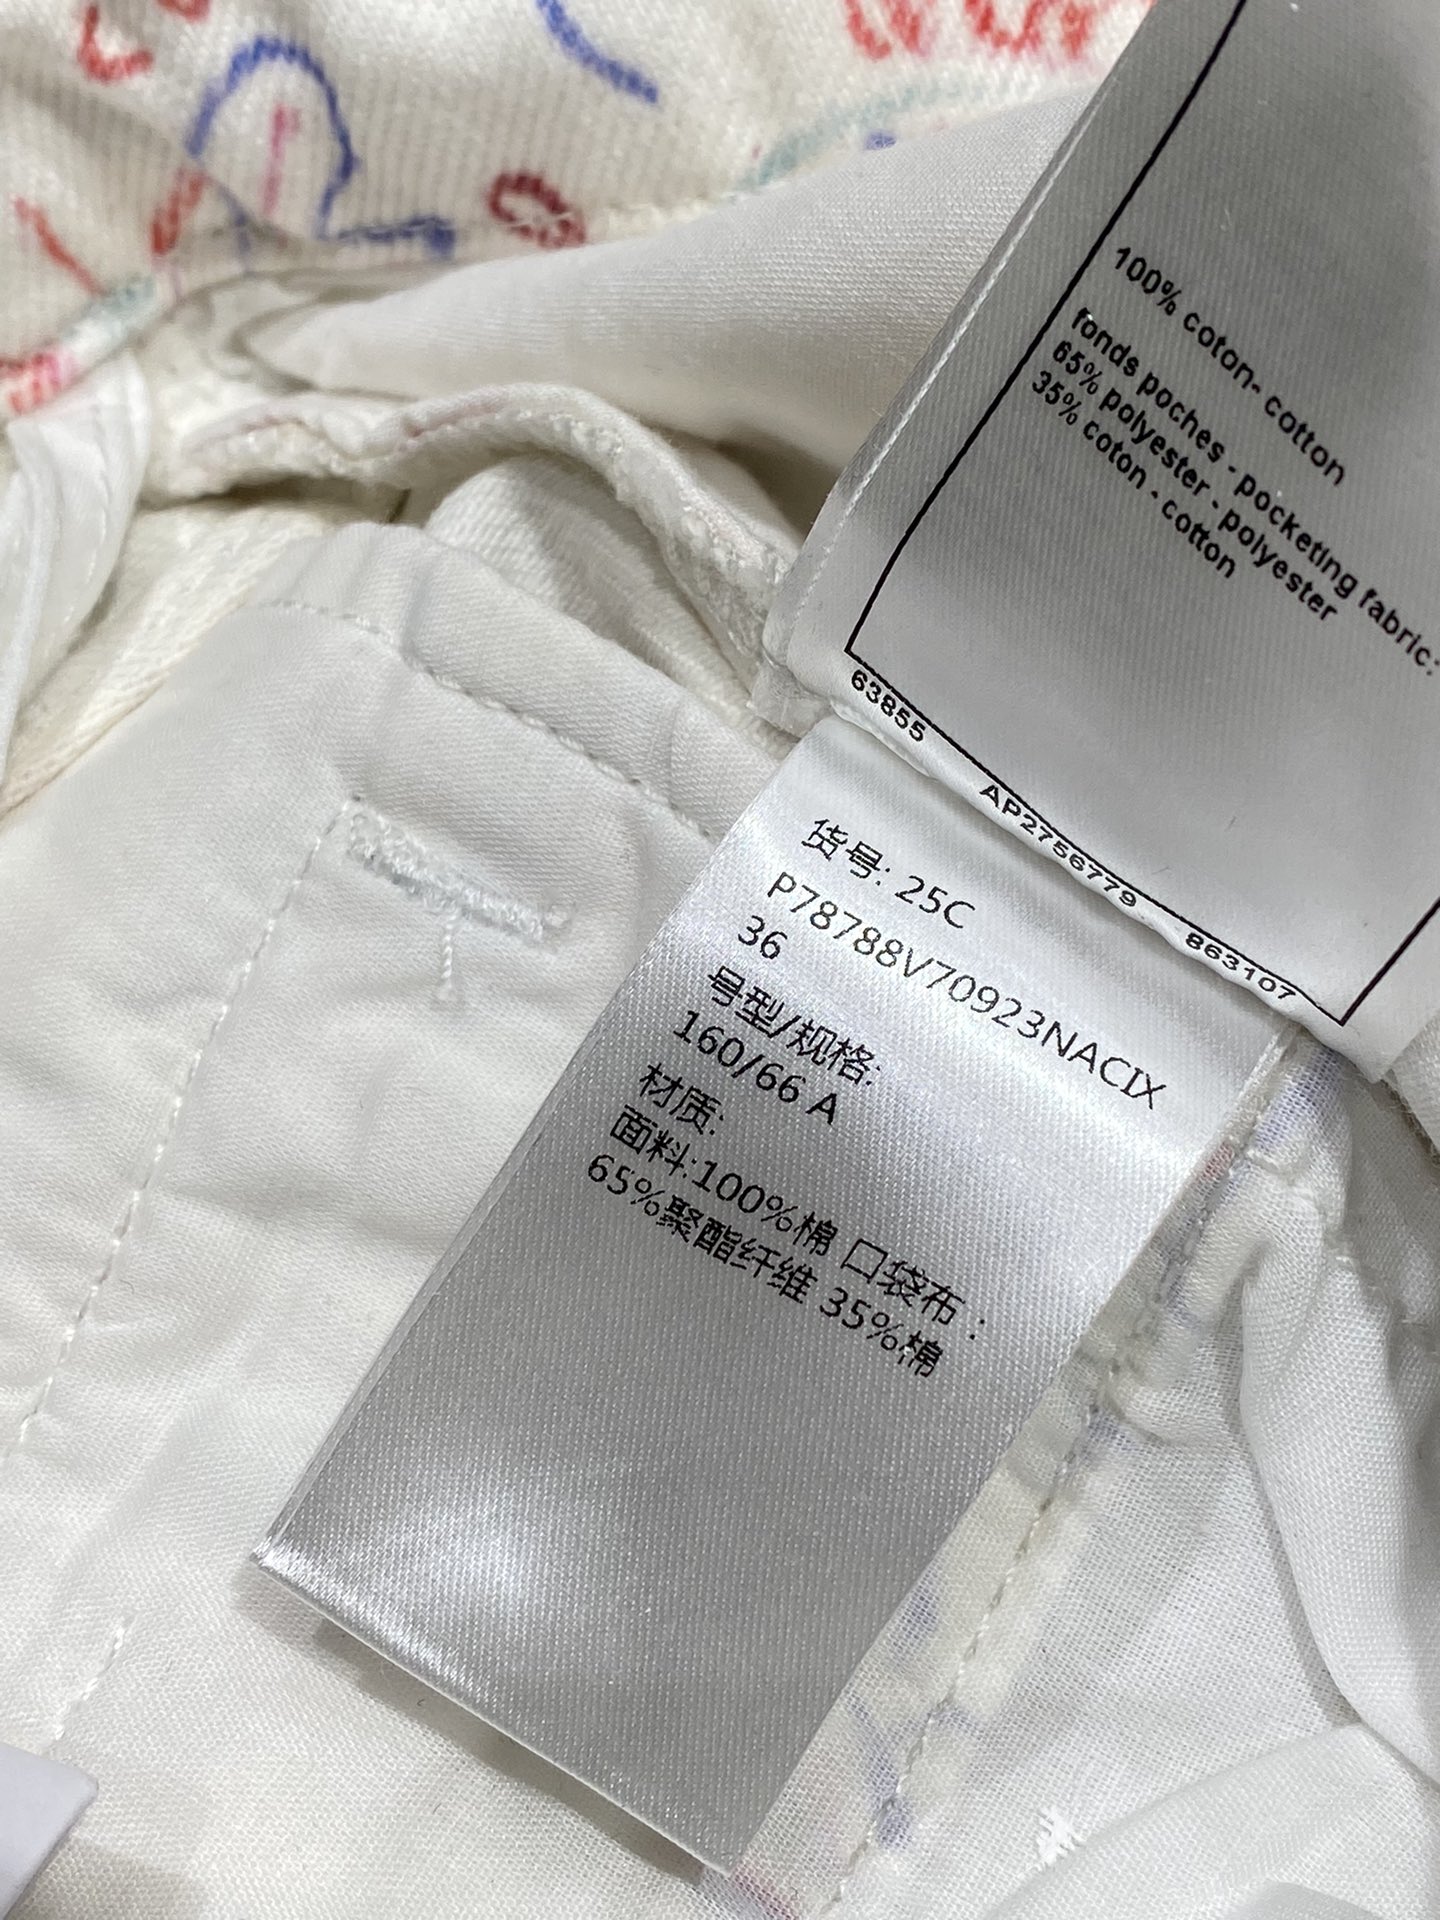 100% coton- cotton
fonds poches - pocketing fabric:
65% polyester - polyester
35% coton - cotton
63855 AP2756779 863107
货号: 25C
P78788V70923NACIX
36
号型/规格:
160/66 A
材质:
面料:100%棉 口袋布：
65%聚酯纤维 35%棉